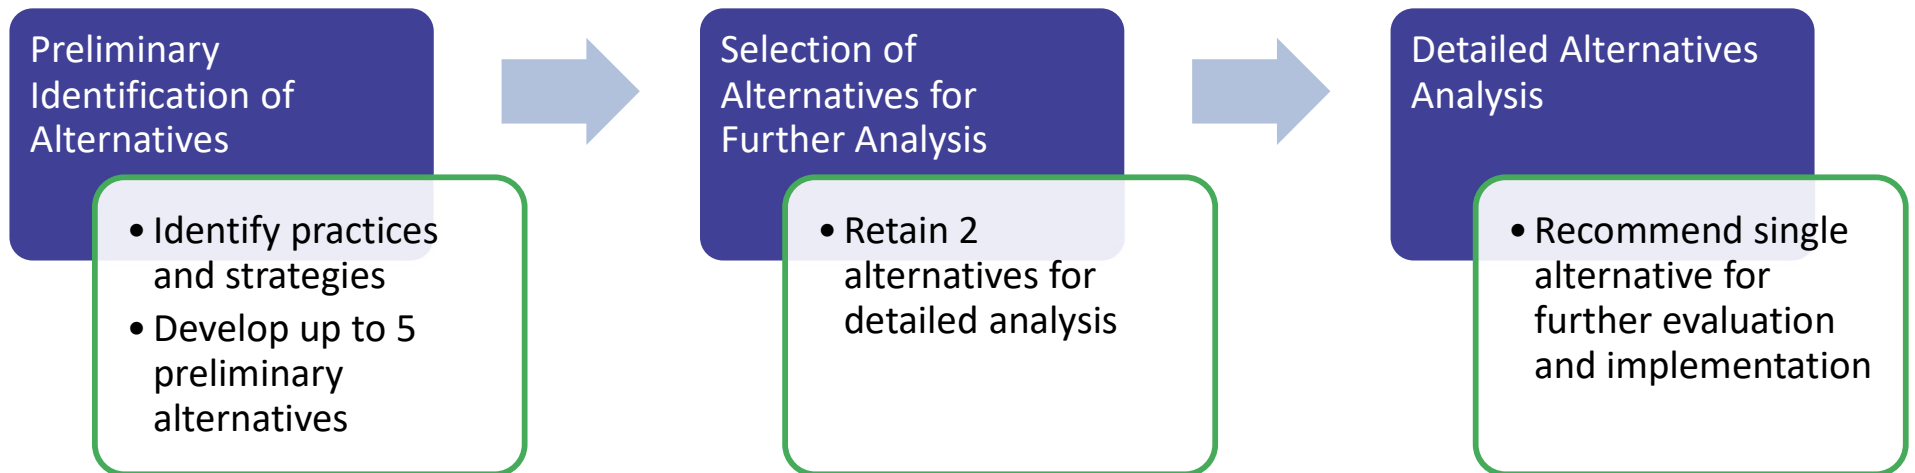 Preliminary
Identification of
Alternatives
• Identify practices
and strategies
• Develop up to 5
preliminary
alternatives
Selection of
Alternatives for
Further Analysis
• Retain 2
alternatives for
detailed analysis
Detailed Alternatives
Analysis
• Recommend single
alternative for
further evaluation
and implementation